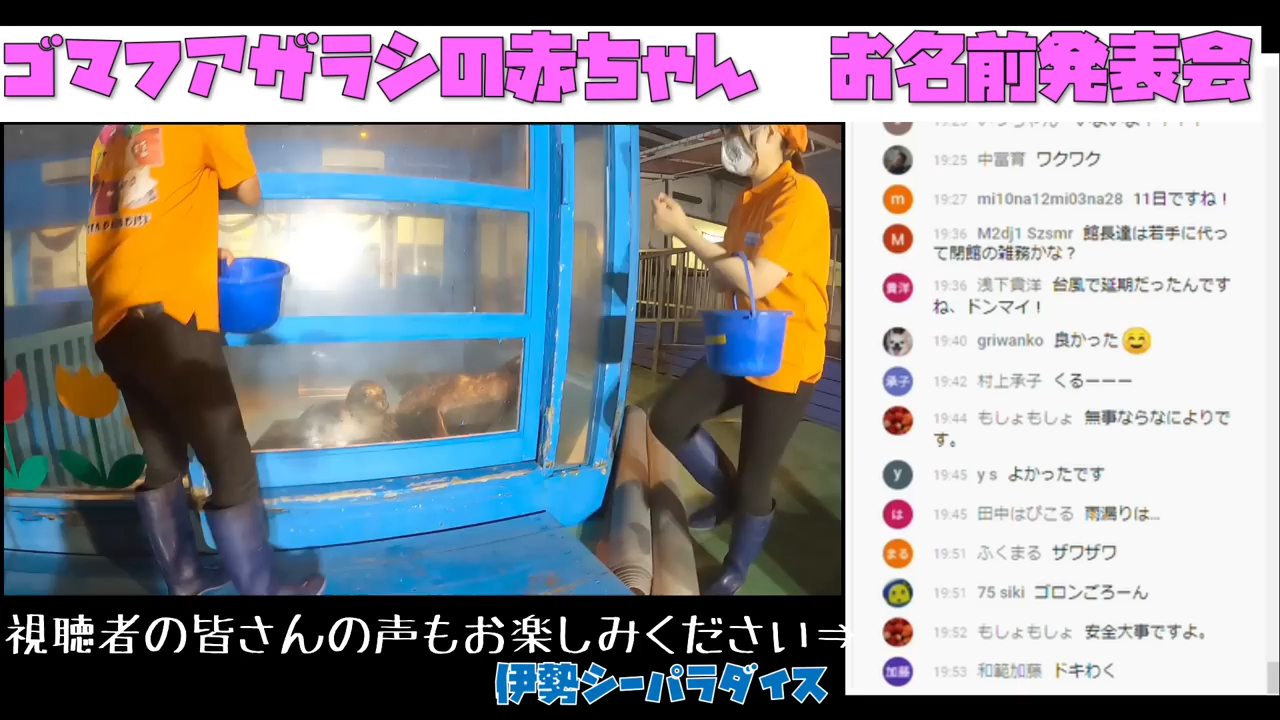 ゴマフアザラシの赤ちゃん お名前発表会
19:25 中冨育 ワクワク
19:27 mi10na12mi03na28 11日ですね！
19:36 M2dj1 Szsmr 館長達は若手に代っ
て閉館の雑務かな？
19:36 浅下貴洋 台風で延期だったんです
ね、ドンマイ！
19:40 griwanko 良かった😊
19:42 村上承子 くるーーー
19:44 もしょもしょ 無事ならなによりで
す。
19:45 y s よかったです
19:45 田中はぴこる 雨漏りは...
19:51 ふくまる ザワザワ
19:51 75 siki ゴロンごろーん
19:52 もしょもしょ 安全大事ですよ。
19:53 和範加藤 ドキわく
m
M
貴洋
承子
y
は
まる
加藤
視聴者の皆さんの声もお楽しみください⇒
伊勢シーパラダイス